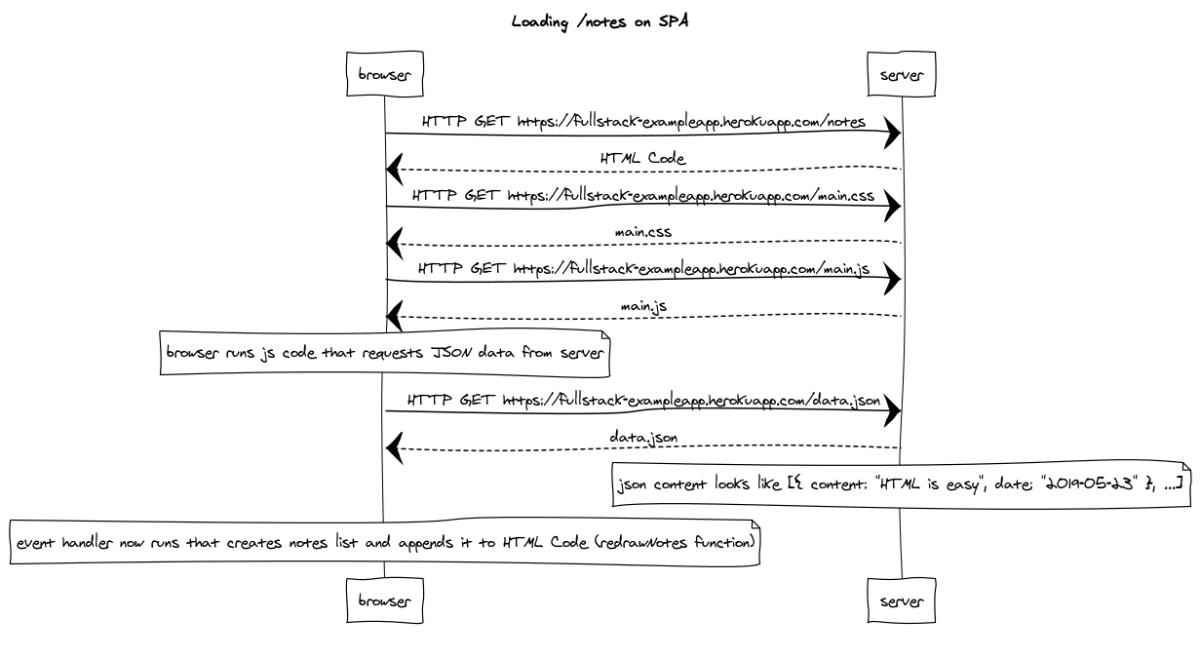 Loading /notes on SPA
browser
server
HTTP GET https://fullstack-exampleapp.herokuapp.com/notes
HTML Code
HTTP GET https://fullstack-exampleapp.herokuapp.com/main.css
main.css
HTTP GET https://fullstack-exampleapp.herokuapp.com/main.js
main.js
browser runs js code that requests JSON data from server
HTTP GET https://fullstack-exampleapp.herokuapp.com/data.json
data.json
json content looks like [{ content: "HTML is easy", date: "2019-05-23" }, ...]
event handler now runs that creates notes list and appends it to HTML Code (redrawNotes function)
browser
server